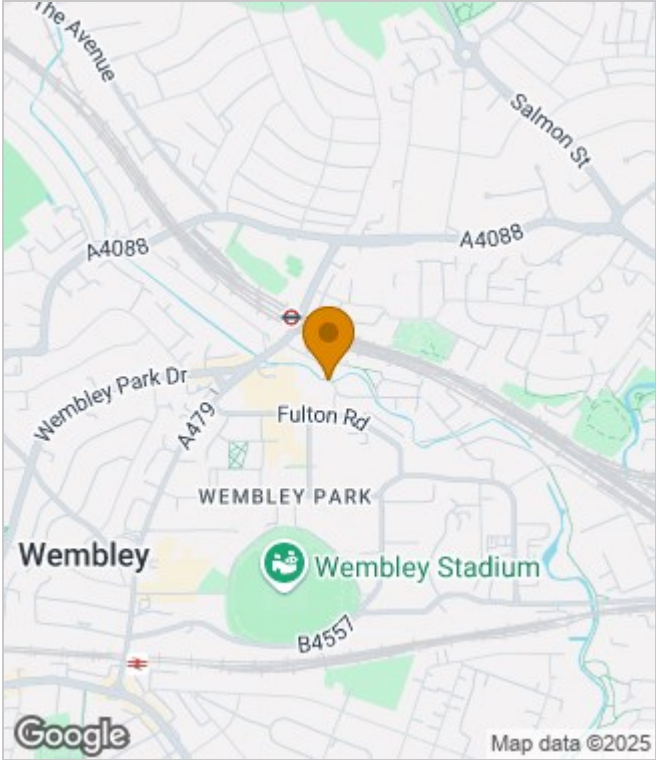 The Avenue
Salmon St
A4088
A4088
Wembley Park Dr
A479
Fulton Rd
WEMBLEY PARK
Wembley
Wembley Stadium
B4557
Google
Map data ©2025